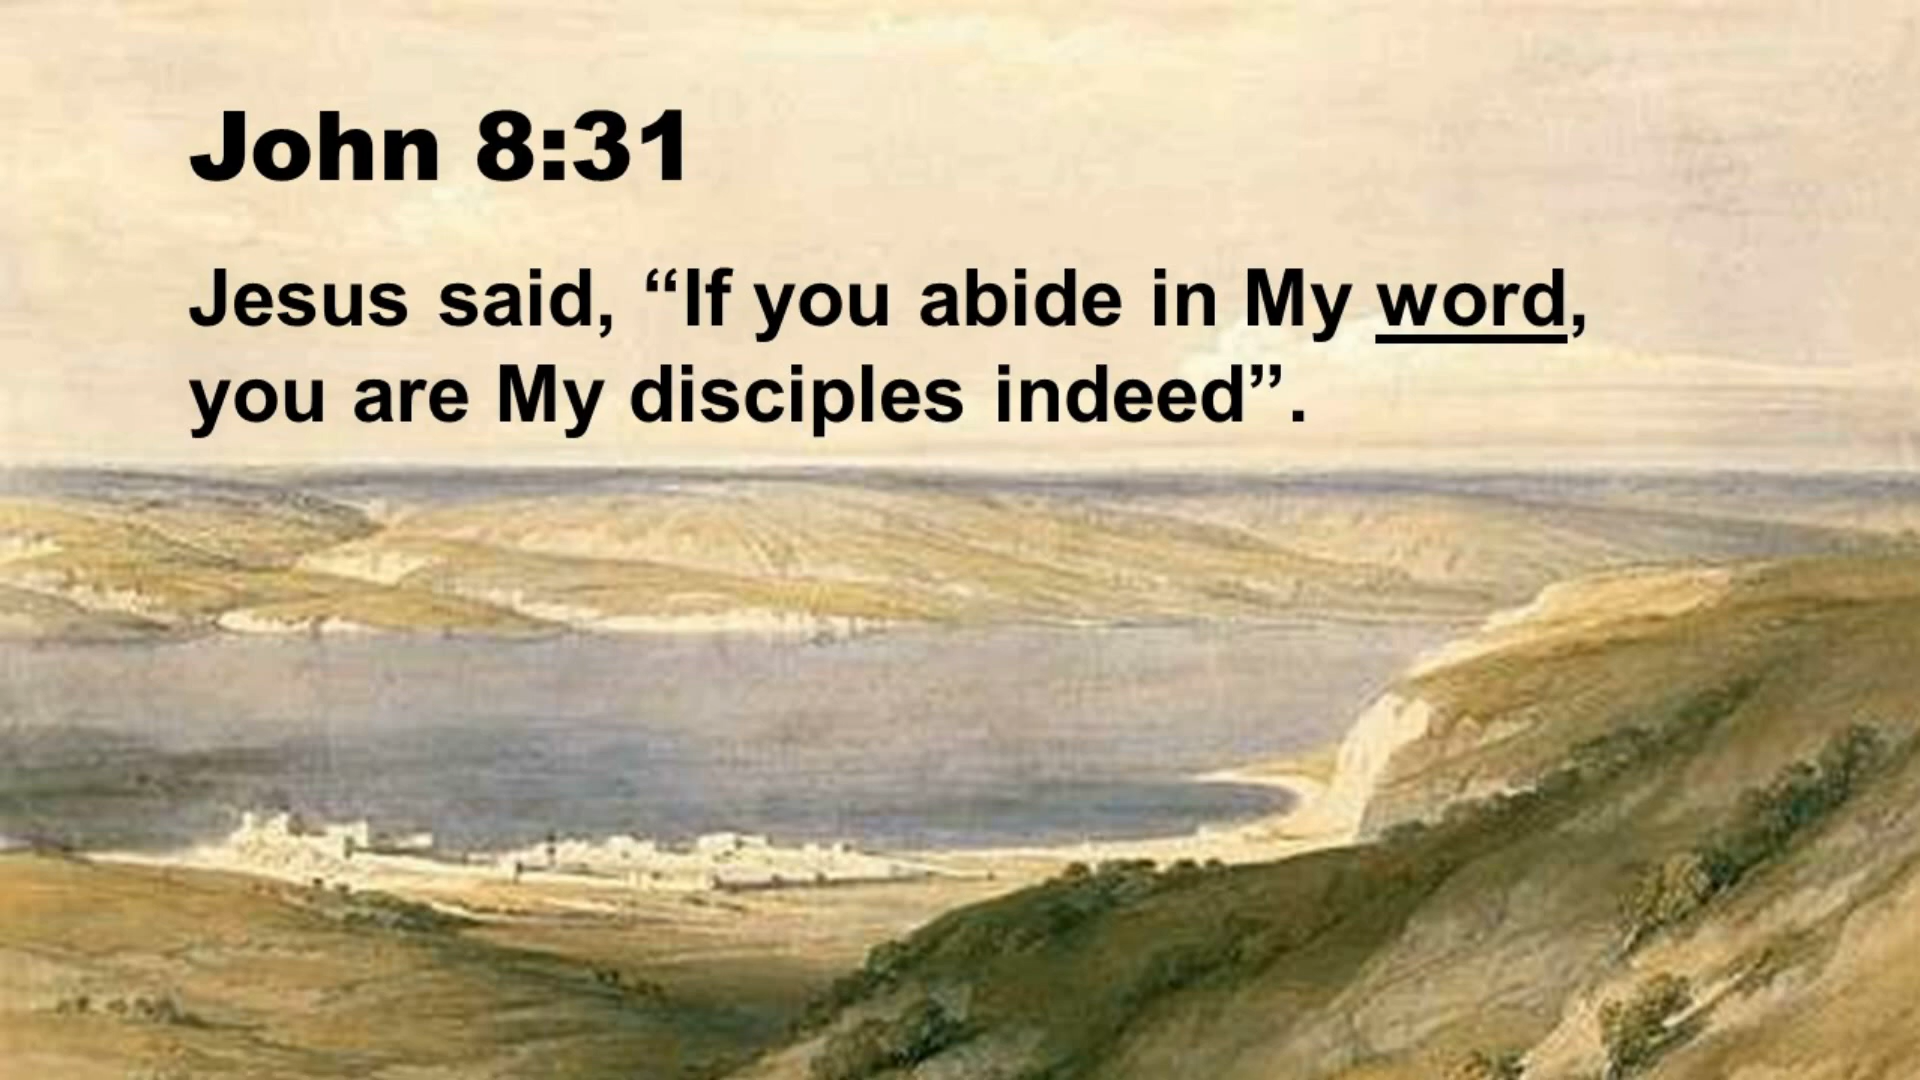 John 8:31
Jesus said, “If you abide in My word,
you are My disciples indeed”.